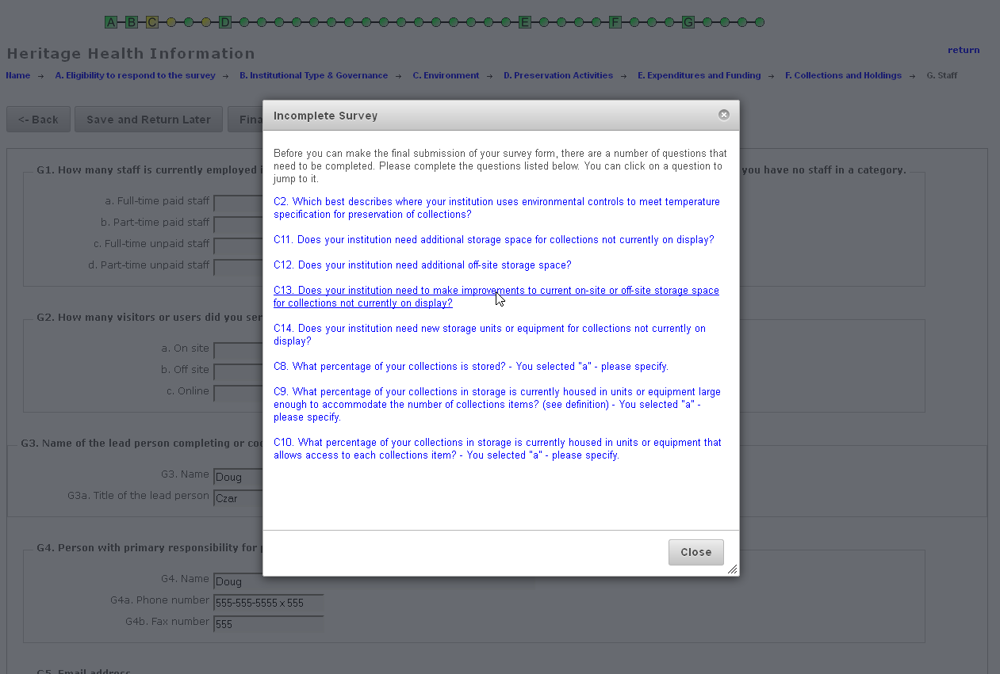 A B C D E F G
Heritage Health Information
return
Name → A. Eligibility to respond to the survey → B. Institutional Type & Governance → C. Environment → D. Preservation Activities → E. Expenditures and Funding → F. Collections and Holdings → G. Staff
<- Back Save and Return Later
Incomplete Survey
Before you can make the final submission of your survey form, there are a number of questions that
need to be completed. Please complete the questions listed below. You can click on a question to
jump to it.
C2. Which best describes where your institution uses environmental controls to meet temperature
specification for preservation of collections?
C11. Does your institution need additional storage space for collections not currently on display?
C12. Does your institution need additional off-site storage space?
C13. Does your institution need to make improvements to current on-site or off-site storage space
for collections not currently on display?
C14. Does your institution need new storage units or equipment for collections not currently on
display?
C8. What percentage of your collections is stored? - You selected "a" - please specify.
C9. What percentage of your collections in storage is currently housed in units or equipment large
enough to accommodate the number of collections items? (see definition) - You selected "a" -
please specify.
C10. What percentage of your collections in storage is currently housed in units or equipment that
allows access to each collections item? - You selected "a" - please specify.
Close
G1. How many staff is currently employed
you have no staff in a category.
a. Full-time paid staff
b. Part-time paid staff
c. Full-time unpaid staff
d. Part-time unpaid staff
G2. How many visitors or users did you
a. On site
b. Off site
c. Online
G3. Name of the lead person completing or
G3. Name Doug
G3a. Title of the lead person Czar
G4. Person with primary responsibility for
G4. Name Doug
G4a. Phone number 555-555-5555 x 555
G4b. Fax number 555
G5. Email address